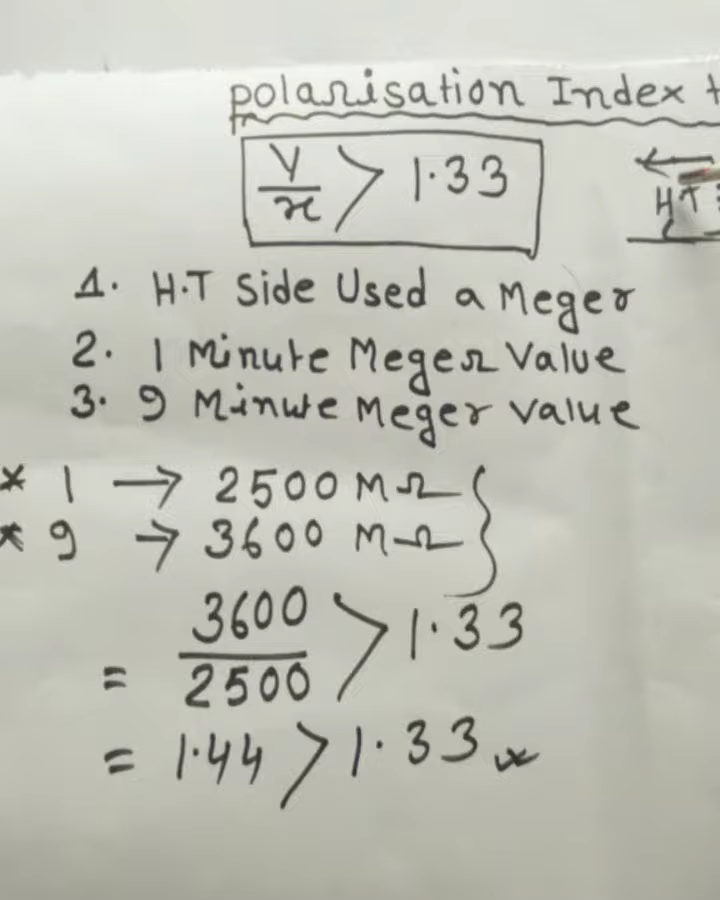 polarisation Index t
y/x > 1.33
HT
1. H.T Side Used a Meger
2. 1 Minute Meger Value
3. 9 Minute Meger value
* 1 → 2500 MΩ
* 9 → 3600 MΩ }
= 3600/2500 > 1.33
= 1.44 > 1.33